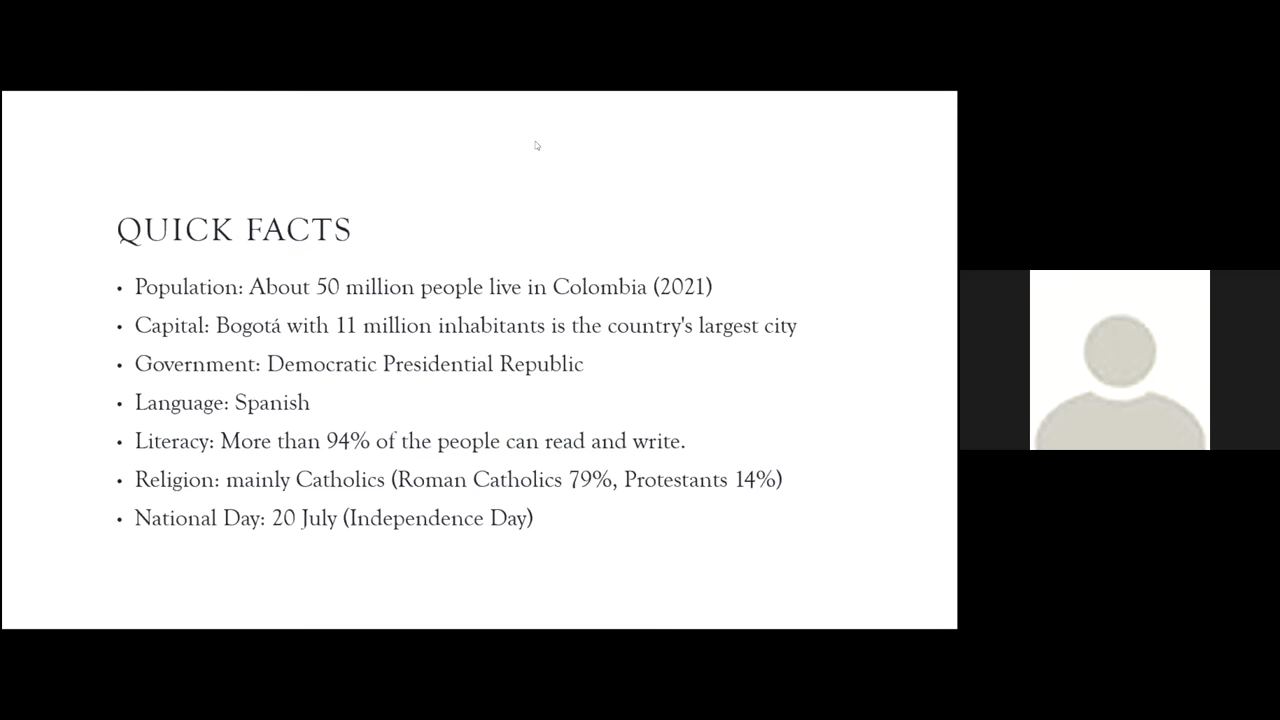 QUICK FACTS
• Population: About 50 million people live in Colombia (2021)
• Capital: Bogotá with 11 million inhabitants is the country's largest city
• Government: Democratic Presidential Republic
• Language: Spanish
• Literacy: More than 94% of the people can read and write.
• Religion: mainly Catholics (Roman Catholics 79%, Protestants 14%)
• National Day: 20 July (Independence Day)